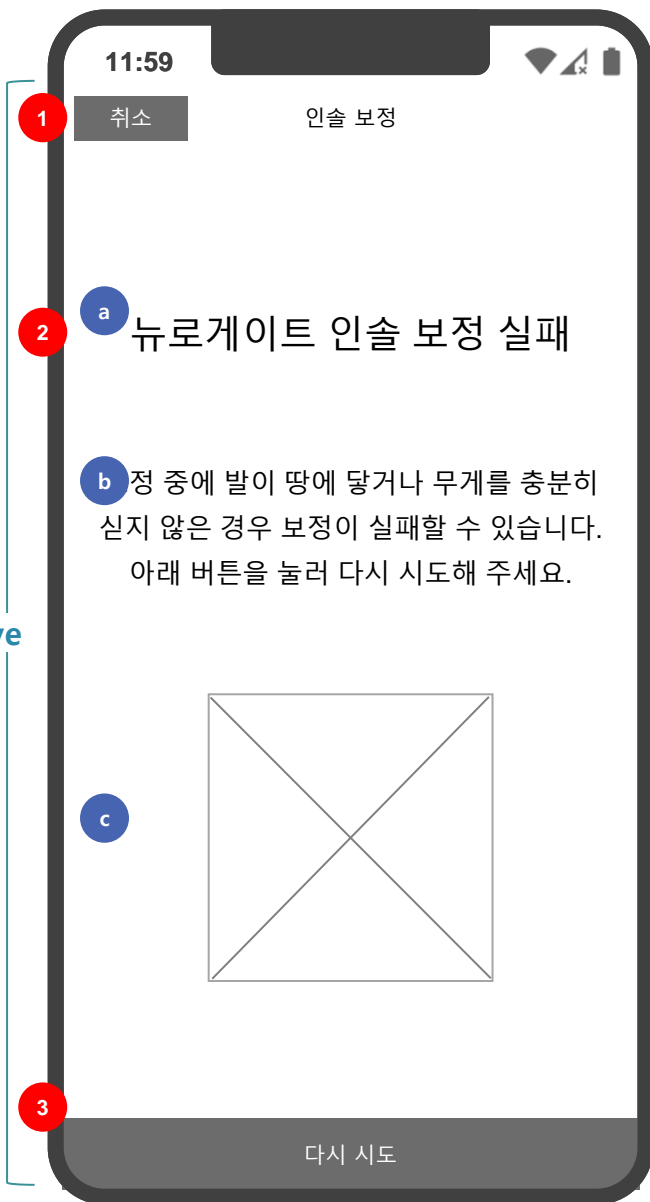 11:59
1
취소
인솔 보정
a
2
뉴로게이트 인솔 보정 실패
b
정 중에 발이 땅에 닿거나 무게를 충분히
싣지 않은 경우 보정이 실패할 수 있습니다.
아래 버튼을 눌러 다시 시도해 주세요.
c
3
다시 시도